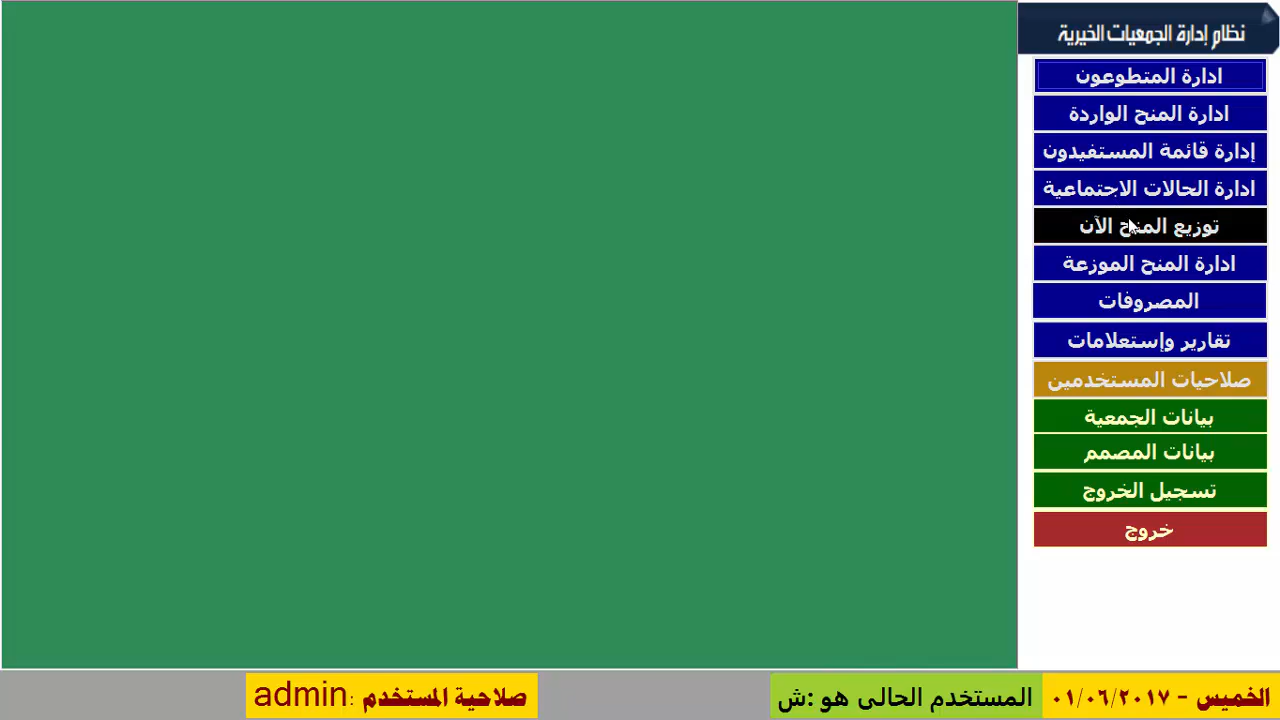 نظام إدارة الجمعيات الخيرية
ادارة المتطوعون
ادارة المنح الواردة
إدارة قائمة المستفيدون
ادارة الحالات الاجتماعية
توزيع المنح الآن
ادارة المنح الموزعة
المصروفات
تقارير وإستعلامات
صلاحيات المستخدمين
بيانات الجمعية
بيانات المصمم
تسجيل الخروج
خروج
الخميس - ٠١/٠٦/٢٠١٧
المستخدم الحالى هو :ش
صلاحية المستخدم :admin